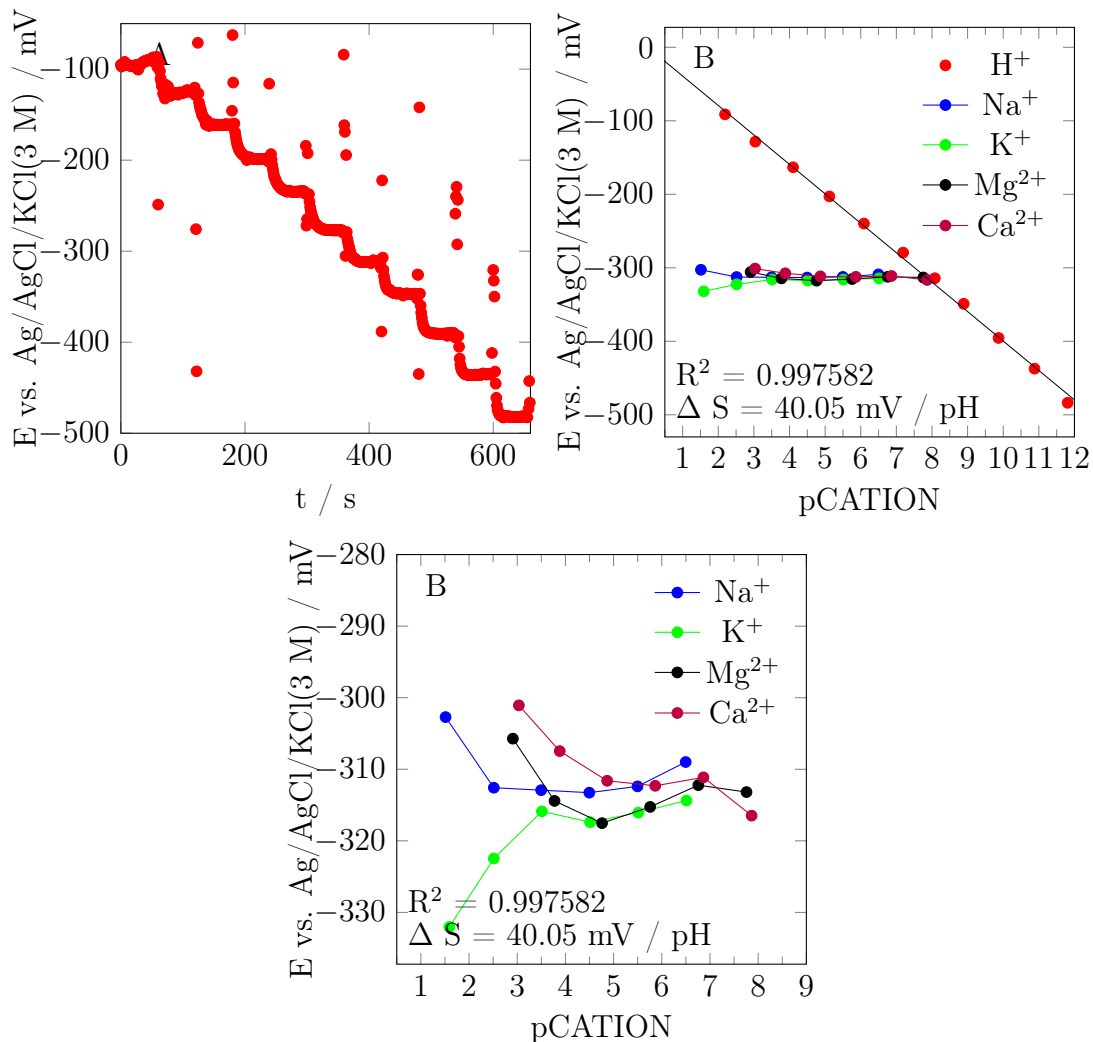 A
E vs. Ag/AgCl/KCl(3 M) / mV
−100
−200
−300
−400
−500
0
200
400
600
t / s
B
E vs. Ag/AgCl/KCl(3 M) / mV
0
−100
−200
−300
−400
−500
H⁺
Na⁺
K⁺
Mg²⁺
Ca²⁺
R² = 0.997582
Δ S = 40.05 mV / pH
1 2 3 4 5 6 7 8 9 10 11 12
pCATION
B
E vs. Ag/AgCl/KCl(3 M) / mV
−280
−290
−300
−310
−320
−330
Na⁺
K⁺
Mg²⁺
Ca²⁺
R² = 0.997582
Δ S = 40.05 mV / pH
1 2 3 4 5 6 7 8 9
pCATION